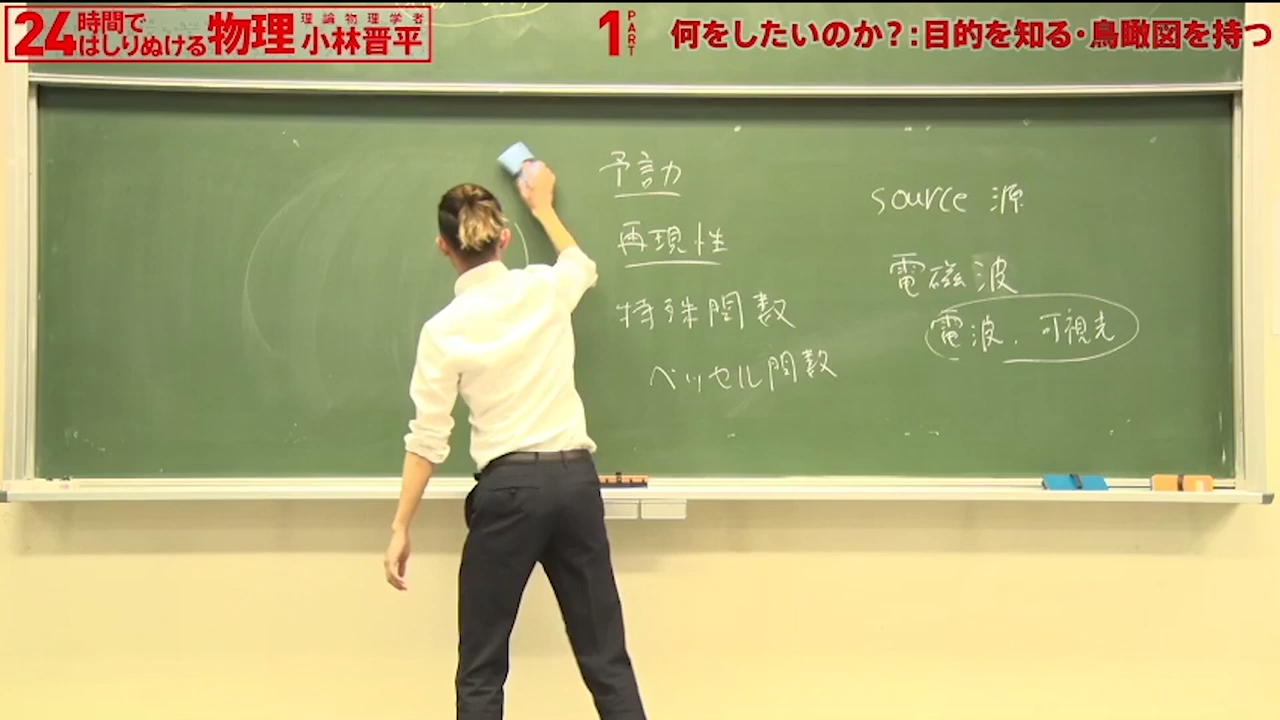 24時間で
はしりぬける物理
理論物理学者
小林晋平
PART 1
何をしたいのか?:目的を知る・鳥瞰図を持つ
予言力
再現性
特殊関数
ベッセル関数
source 源
電磁波
電波、可視光